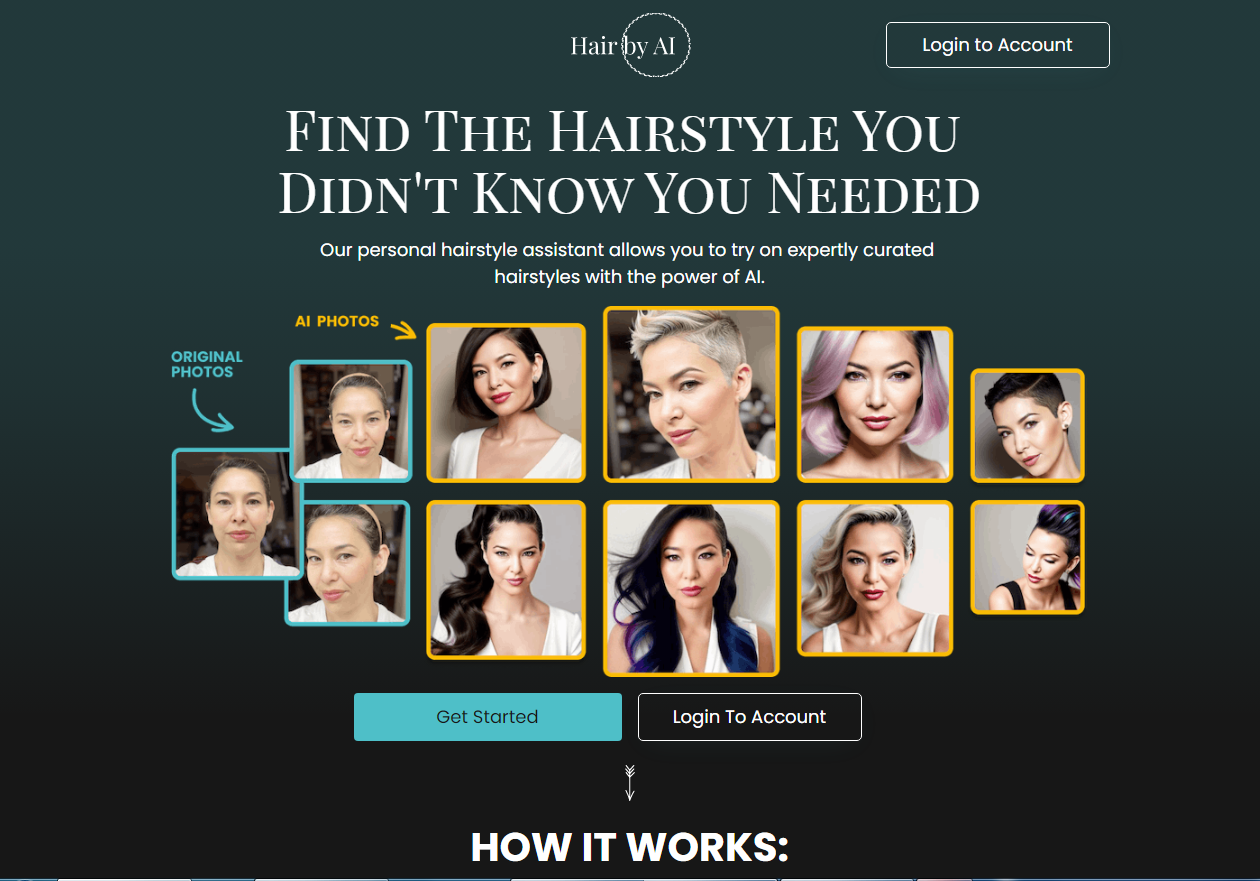 Hair by AI
Login to Account
Find The Hairstyle You
Didn't Know You Needed
Our personal hairstyle assistant allows you to try on expertly curated
hairstyles with the power of AI.
AI PHOTOS
ORIGINAL
PHOTOS
Get Started
Login To Account
HOW IT WORKS: